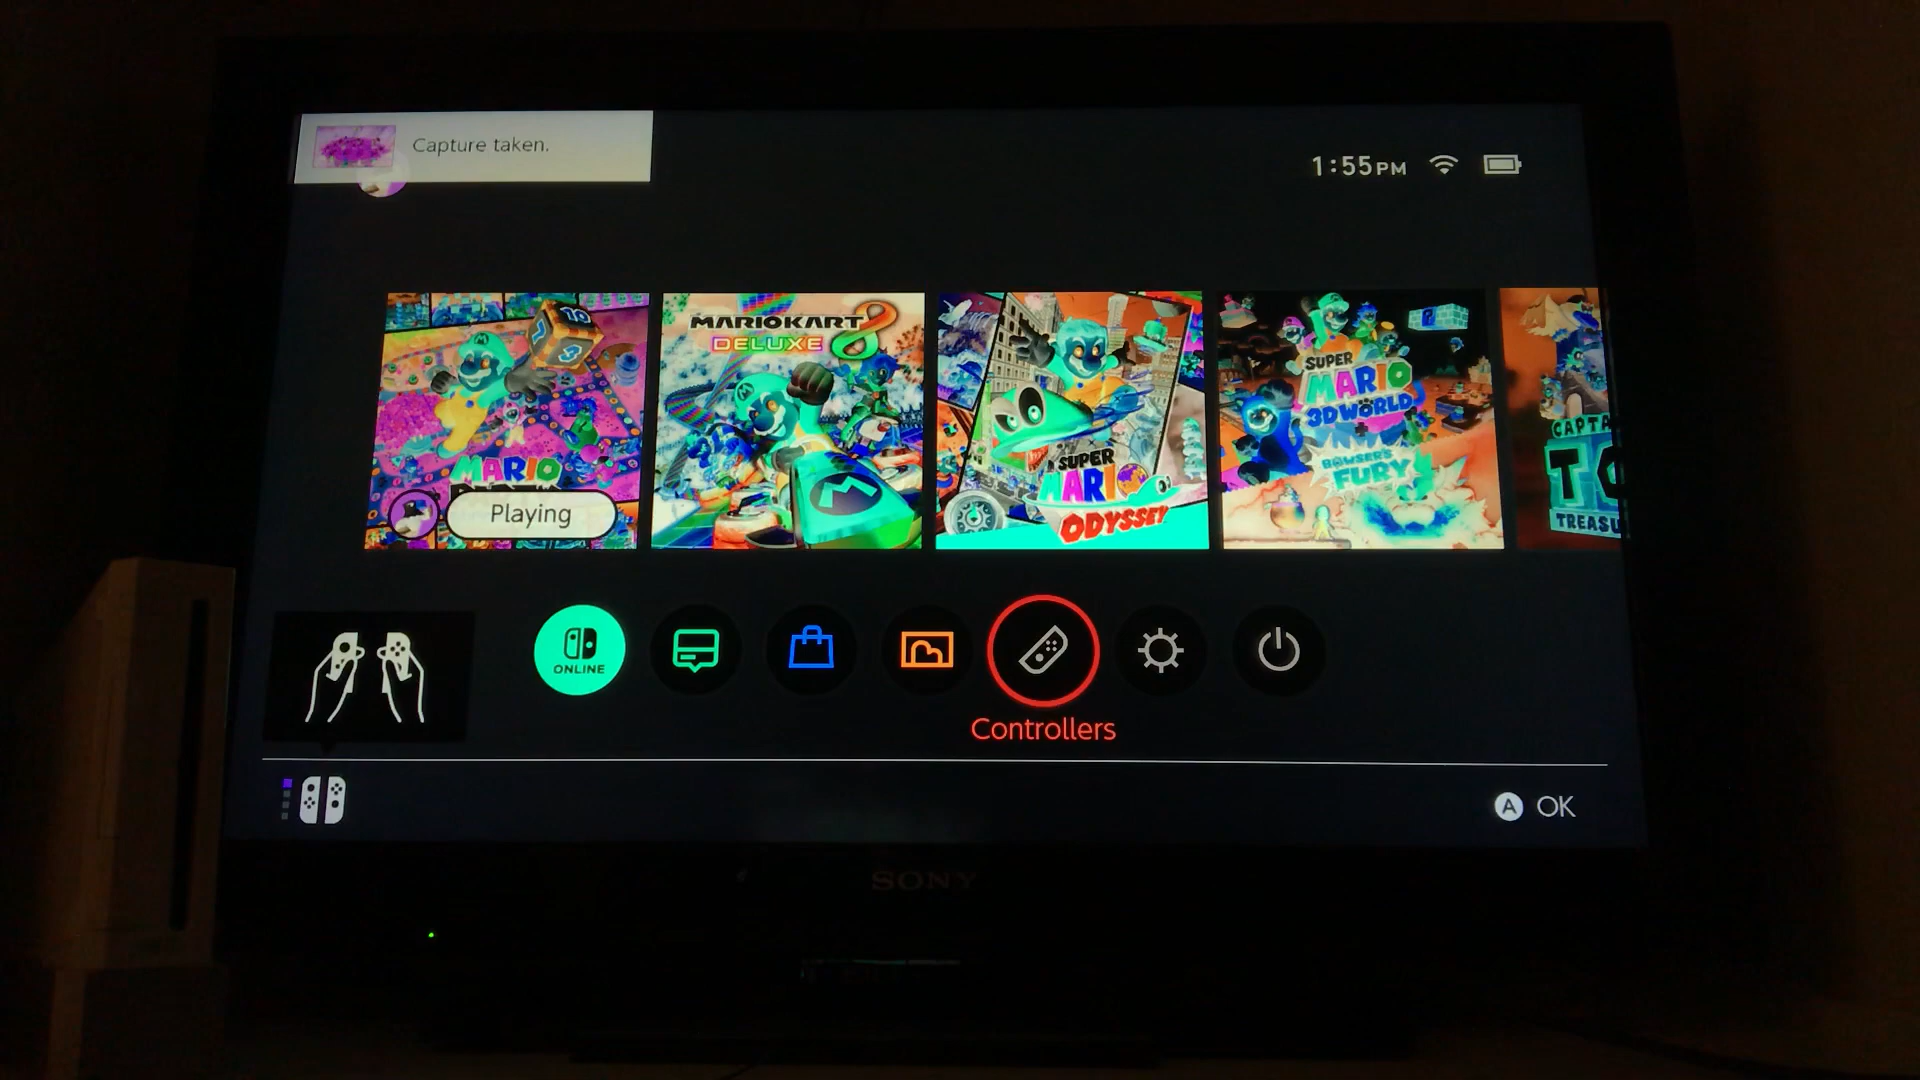 Capture taken.
1:55PM
MARIO
Playing
MARIOKART 8
DELUXE
SUPER
MARIO
ODYSSEY
SUPER
MARIO
3D WORLD
+
BOWSER'S
FURY
CAPTA
TO
TREASU
ONLINE
Controllers
A OK
SONY